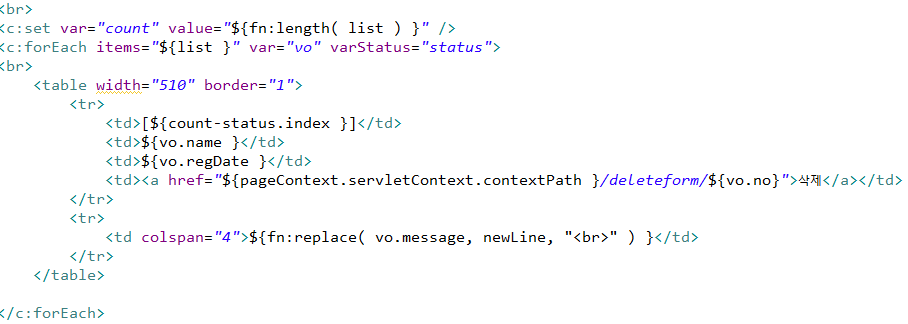 <br>
<c:set var="count" value="${fn:length( list ) }" />
<c:forEach items="${list }" var="vo" varStatus="status">
<br>
    <table width="510" border="1">
        <tr>
            <td>[${count-status.index }]</td>
            <td>${vo.name }</td>
            <td>${vo.regDate }</td>
            <td><a href="${pageContext.servletContext.contextPath }/deleteform/${vo.no}">삭제</a></td>
        </tr>
        <tr>
            <td colspan="4">${fn:replace( vo.message, newLine, "<br>" ) }</td>
        </tr>
    </table>

</c:forEach>